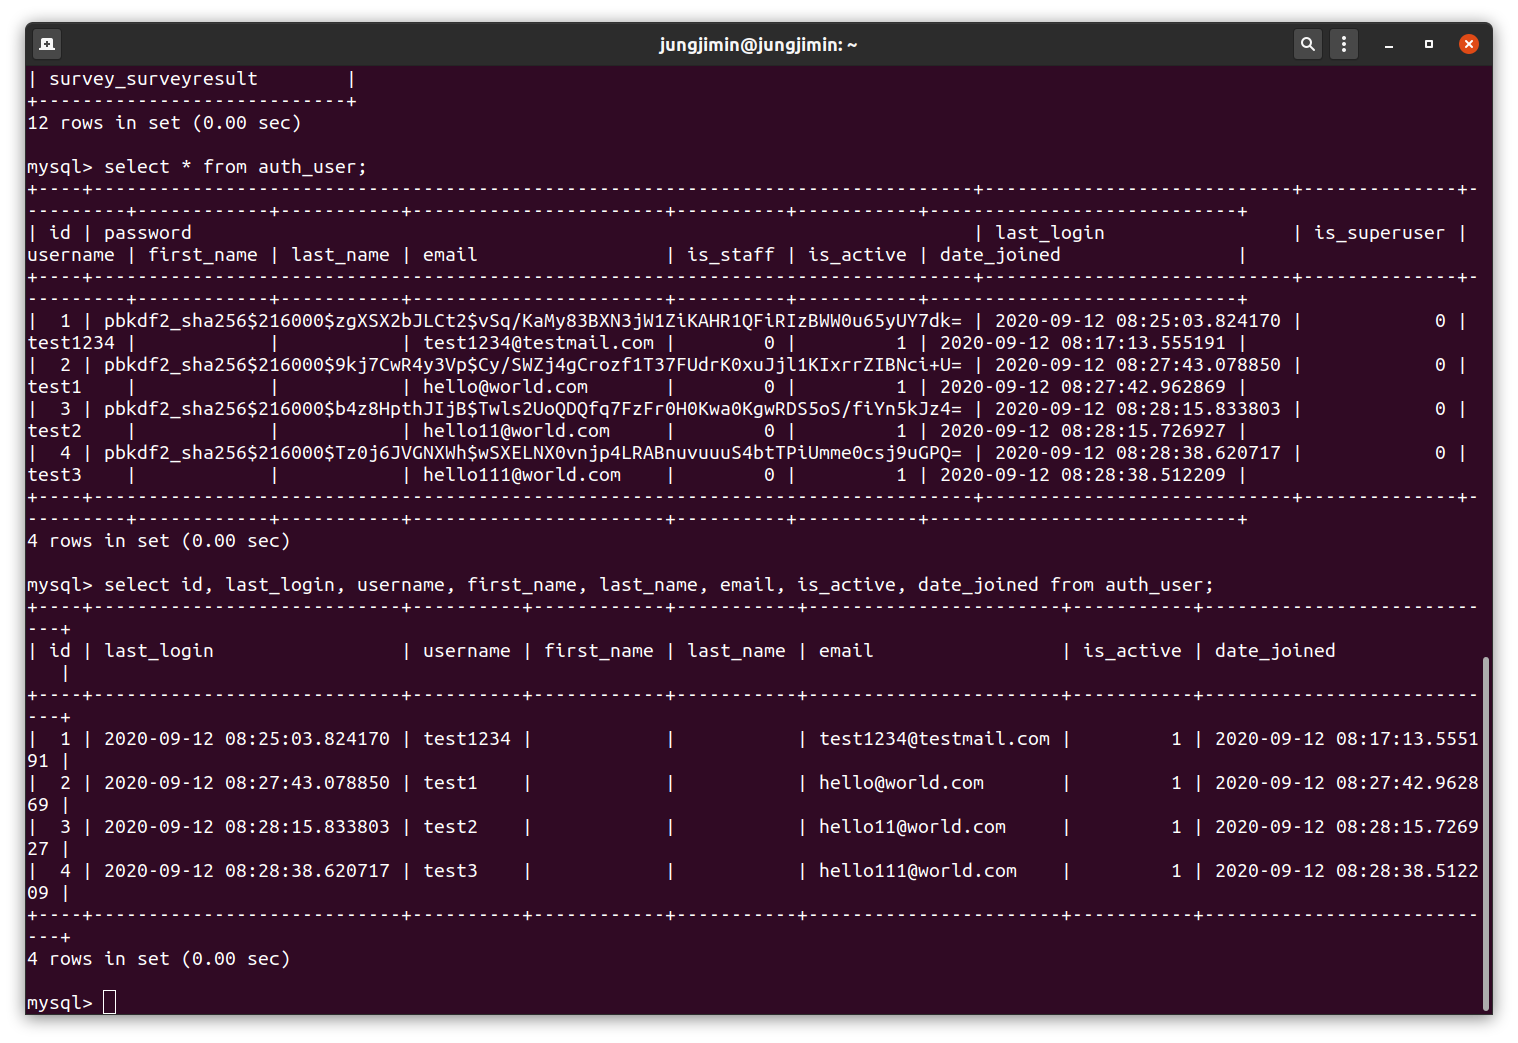 jungjimin@jungjimin: ~
| survey_surveyresult        |
+----------------------------+
12 rows in set (0.00 sec)
mysql> select * from auth_user;
+----+--------------------------------------------------------------------------------+----------------------------+--------------+-
---------+------------+-----------+-----------------------+----------+-----------+----------------------------+
| id | password                                                                       | last_login                 | is_superuser |
username | first_name | last_name | email                 | is_staff | is_active | date_joined                |
+----+--------------------------------------------------------------------------------+----------------------------+--------------+-
---------+------------+-----------+-----------------------+----------+-----------+----------------------------+
|  1 | pbkdf2_sha256$216000$zgXSX2bJLCt2$vSq/KaMy83BXN3jW1ZiKAHR1QFiRIzBWW0u65yUY7dk= | 2020-09-12 08:25:03.824170 |            0 |
test1234 |            |           | test1234@testmail.com |        0 |         1 | 2020-09-12 08:17:13.555191 |
|  2 | pbkdf2_sha256$216000$9kj7CwR4y3Vp$Cy/SWZj4gCrozf1T37FUdrK0xuJjl1KIxrrZIBNci+U= | 2020-09-12 08:27:43.078850 |            0 |
test1    |            |           | hello@world.com       |        0 |         1 | 2020-09-12 08:27:42.962869 |
|  3 | pbkdf2_sha256$216000$b4z8HpthJIjB$Twls2UoQDQfq7FzFr0H0Kwa0KgwRDS5oS/fiYn5kJz4= | 2020-09-12 08:28:15.833803 |            0 |
test2    |            |           | hello11@world.com     |        0 |         1 | 2020-09-12 08:28:15.726927 |
|  4 | pbkdf2_sha256$216000$Tz0j6JVGNXWh$wSXELNX0vnjp4LRABnuvuuuS4btTPiUmme0csj9uGPQ= | 2020-09-12 08:28:38.620717 |            0 |
test3    |            |           | hello111@world.com    |        0 |         1 | 2020-09-12 08:28:38.512209 |
+----+--------------------------------------------------------------------------------+----------------------------+--------------+-
---------+------------+-----------+-----------------------+----------+-----------+----------------------------+
4 rows in set (0.00 sec)
mysql> select id, last_login, username, first_name, last_name, email, is_active, date_joined from auth_user;
+----+----------------------------+----------+------------+-----------+-----------------------+-----------+-------------------------
---+
| id | last_login                 | username | first_name | last_name | email                 | is_active | date_joined
   |
+----+----------------------------+----------+------------+-----------+-----------------------+-----------+-------------------------
---+
|  1 | 2020-09-12 08:25:03.824170 | test1234 |            |           | test1234@testmail.com |         1 | 2020-09-12 08:17:13.5551
91 |
|  2 | 2020-09-12 08:27:43.078850 | test1    |            |           | hello@world.com       |         1 | 2020-09-12 08:27:42.9628
69 |
|  3 | 2020-09-12 08:28:15.833803 | test2    |            |           | hello11@world.com     |         1 | 2020-09-12 08:28:15.7269
27 |
|  4 | 2020-09-12 08:28:38.620717 | test3    |            |           | hello111@world.com    |         1 | 2020-09-12 08:28:38.5122
09 |
+----+----------------------------+----------+------------+-----------+-----------------------+-----------+-------------------------
---+
4 rows in set (0.00 sec)
mysql>